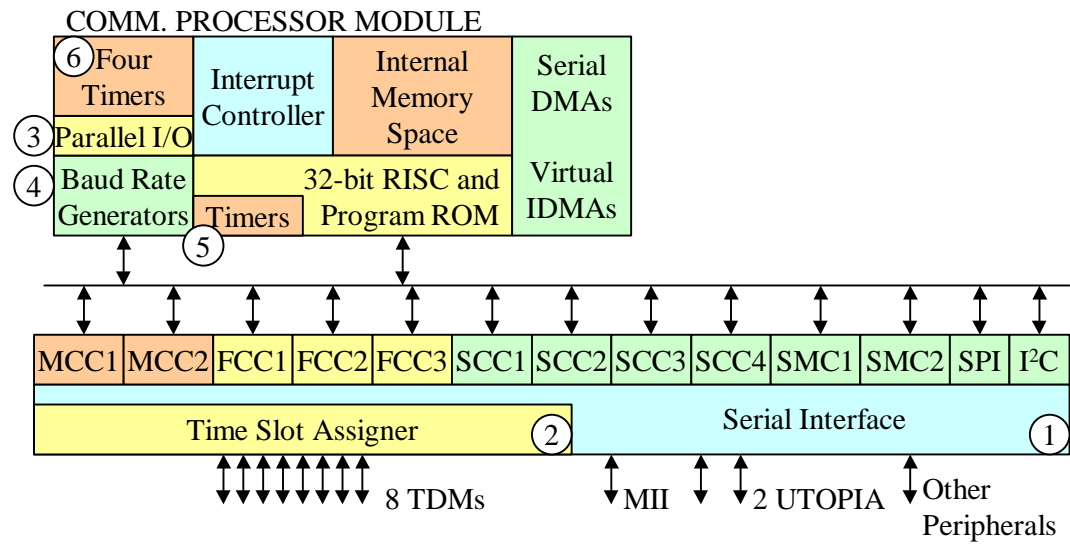 COMM. PROCESSOR MODULE
6
Four
Timers
Interrupt
Controller
Internal
Memory
Space
Serial
DMAs
3
Parallel I/O
4
Baud Rate
Generators
32-bit RISC and
Program ROM
Timers
5
Virtual
IDMAs
MCC1 MCC2 FCC1 FCC2 FCC3 SCC1 SCC2 SCC3 SCC4 SMC1 SMC2 SPI I²C
Time Slot Assigner
2
Serial Interface
1
8 TDMs
MII
2 UTOPIA
Other
Peripherals